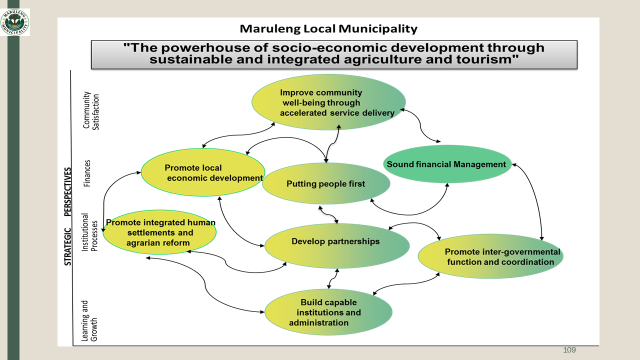 Maruleng Local Municipality
"The powerhouse of socio-economic development through
sustainable and integrated agriculture and tourism"
STRATEGIC PERSPECTIVES
Community
Satisfaction
Finances
Institutional
Processes
Learning and
Growth
Improve community
well-being through
accelerated service delivery
Promote local
economic development
Putting people first
Sound financial Management
Promote integrated human
settlements and
agrarian reform
Develop partnerships
Promote inter-governmental
function and coordination
Build capable
institutions and
administration
109